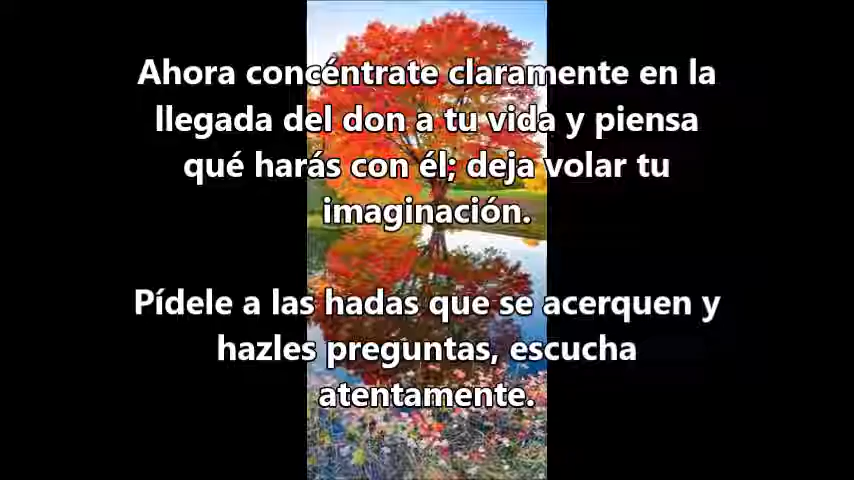 Ahora concéntrate claramente en la
llegada del don a tu vida y piensa
qué harás con él; deja volar tu
imaginación.
Pídele a las hadas que se acerquen y
hazles preguntas, escucha
atentamente.